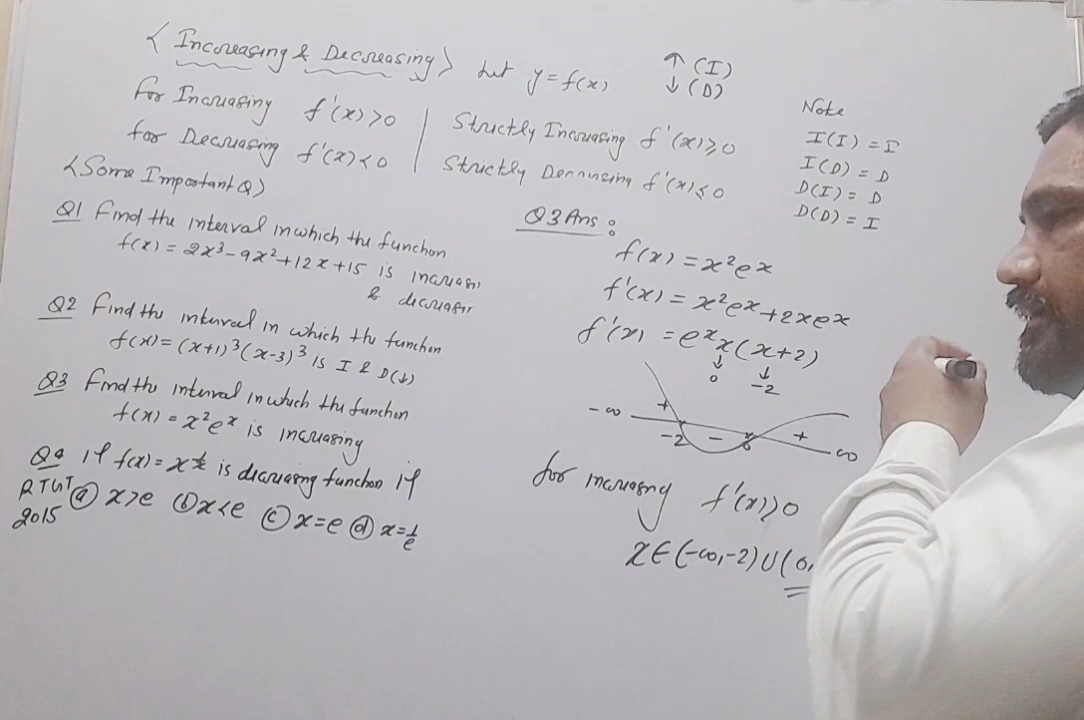 < Increasing & Decreasing > Let y = f(x) ↑ (I)
↓ (D)
for Increasing f'(x) > 0 | Strictly Increasing f'(x) ≥ 0
for Decreasing f'(x) < 0 | Strictly Decreasing f'(x) ≤ 0
Note
I(I) = I
I(D) = D
D(I) = D
D(D) = I
< Some Important Q >
Q1 Find the interval in which the function
f(x) = 2x³ - 9x² + 12x + 15 is increasi
& decreasi
Q2 Find the interval in which the function
f(x) = (x+1)³(x-3)³ is I & D(↓)
Q3 Find the interval in which the function
f(x) = x²eˣ is increasing
Q4 If f(x) = x^(1/x) is decreasing function if
RTGT 2015 (a) x>e (b) x<e (c) x=e (d) x=1/e
Q3 Ans :
f(x) = x²eˣ
f'(x) = x²eˣ + 2xeˣ
f'(x) = eˣx(x+2)
↓ ↓
0 -2
-∞ + -2 - 0 + ∞
for increasing f'(x) > 0
x ∈ (-∞, -2) ∪ (0,